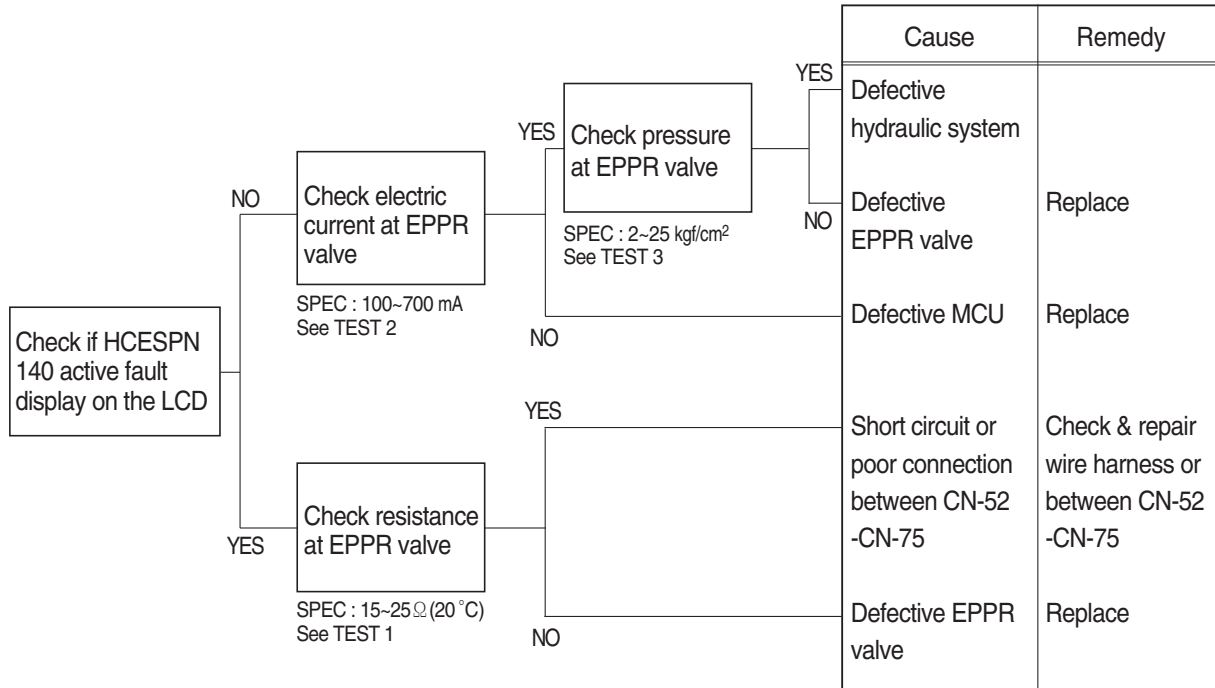 Cause
Remedy
YES
Defective
hydraulic system
YES
Check pressure
at EPPR valve
NO
Check electric
current at EPPR
valve
NO
Defective
EPPR valve
Replace
SPEC : 2~25 kgf/cm²
See TEST 3
SPEC : 100~700 mA
See TEST 2
Defective MCU
Replace
NO
Check if HCESPN
140 active fault
display on the LCD
YES
Short circuit or
poor connection
between CN-52
-CN-75
Check & repair
wire harness or
between CN-52
-CN-75
Check resistance
at EPPR valve
YES
SPEC : 15~25Ω (20 °C)
See TEST 1
NO
Defective EPPR
valve
Replace